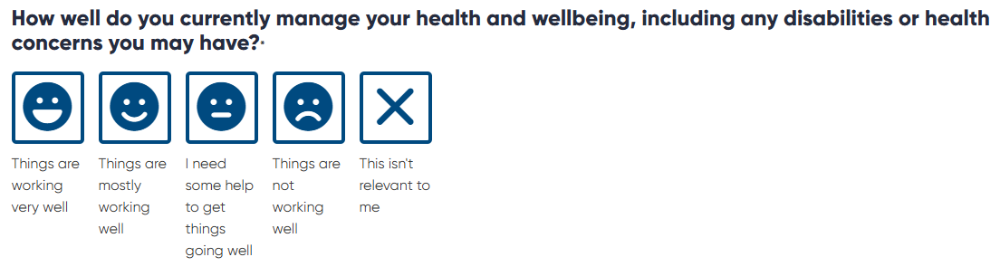 How well do you currently manage your health and wellbeing, including any disabilities or health
concerns you may have?*
Things are
working
very well
Things are
mostly
working
well
I need
some help
to get
things
going well
Things are
not
working
well
This isn't
relevant to
me